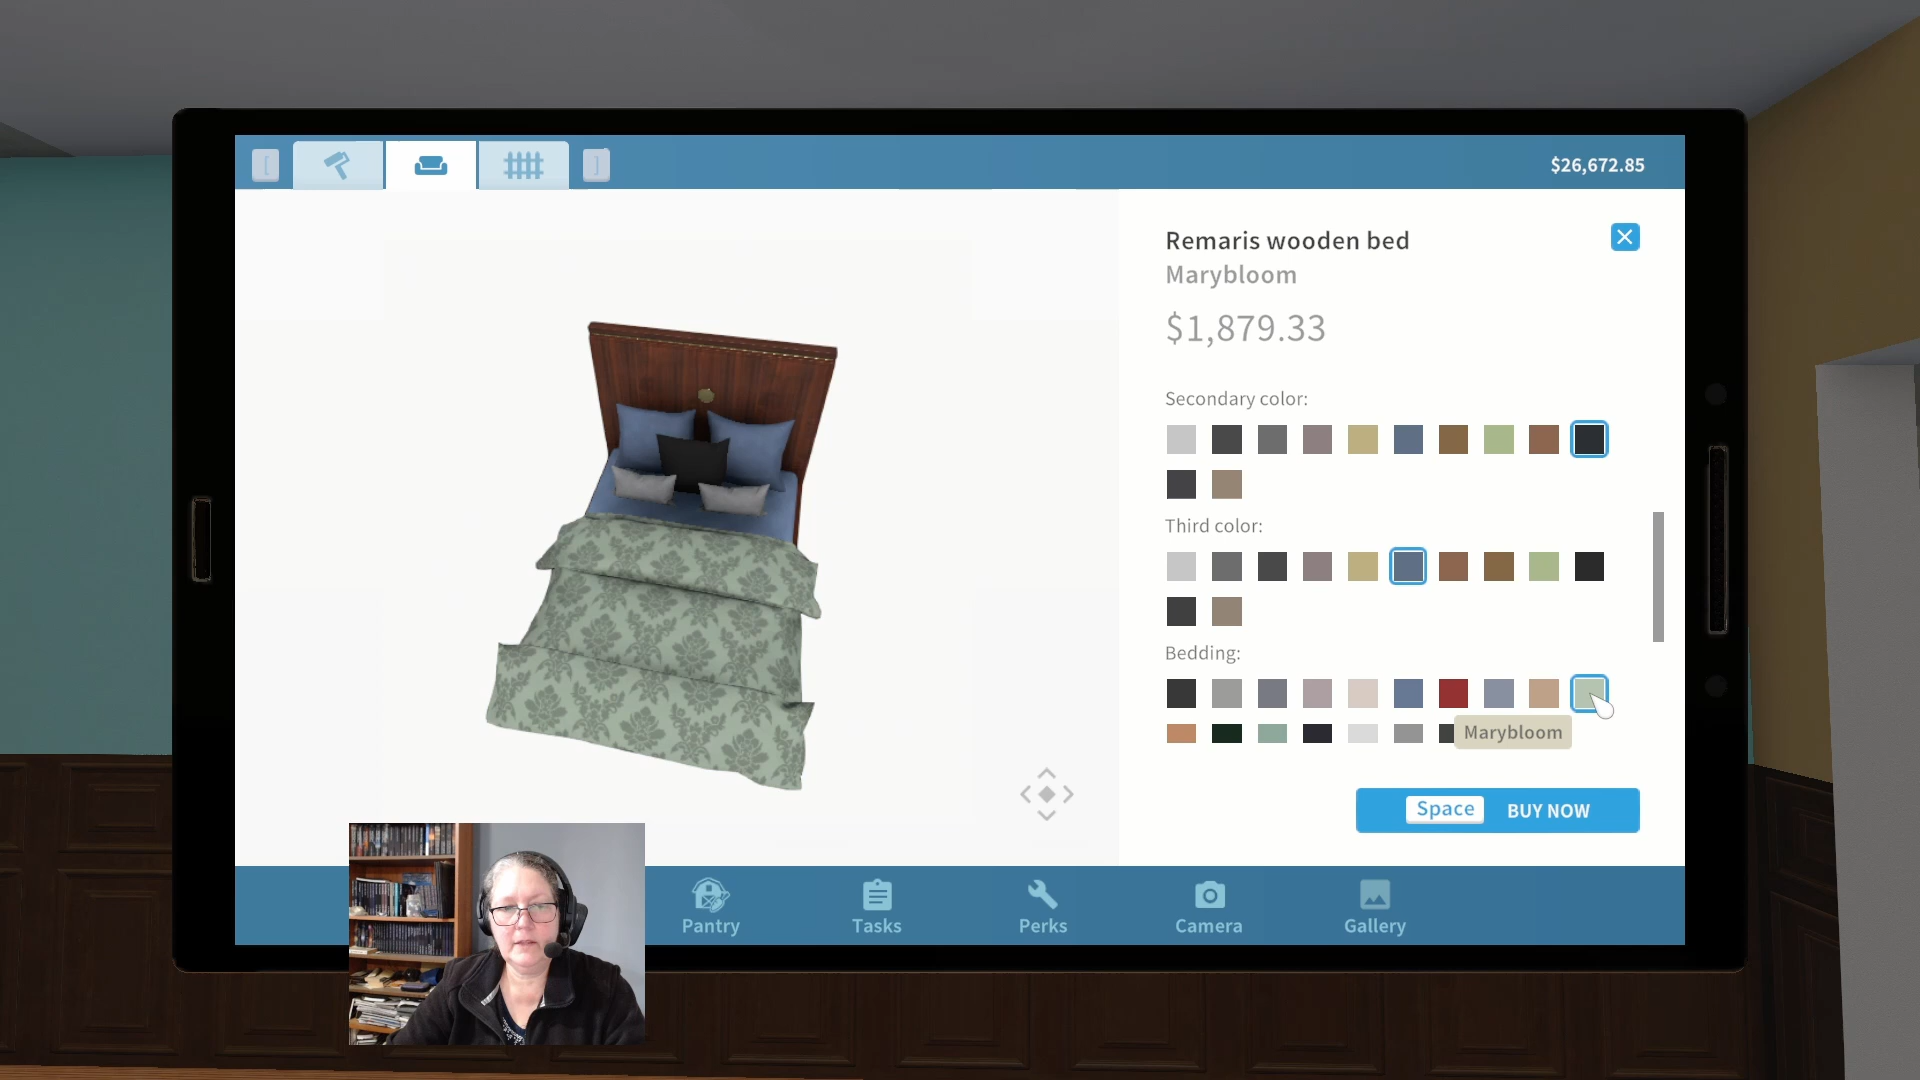 [
]
$26,672.85
Remaris wooden bed
Marybloom
$1,879.33
Secondary color:
Third color:
Bedding:
Marybloom
Space BUY NOW
Pantry
Tasks
Perks
Camera
Gallery